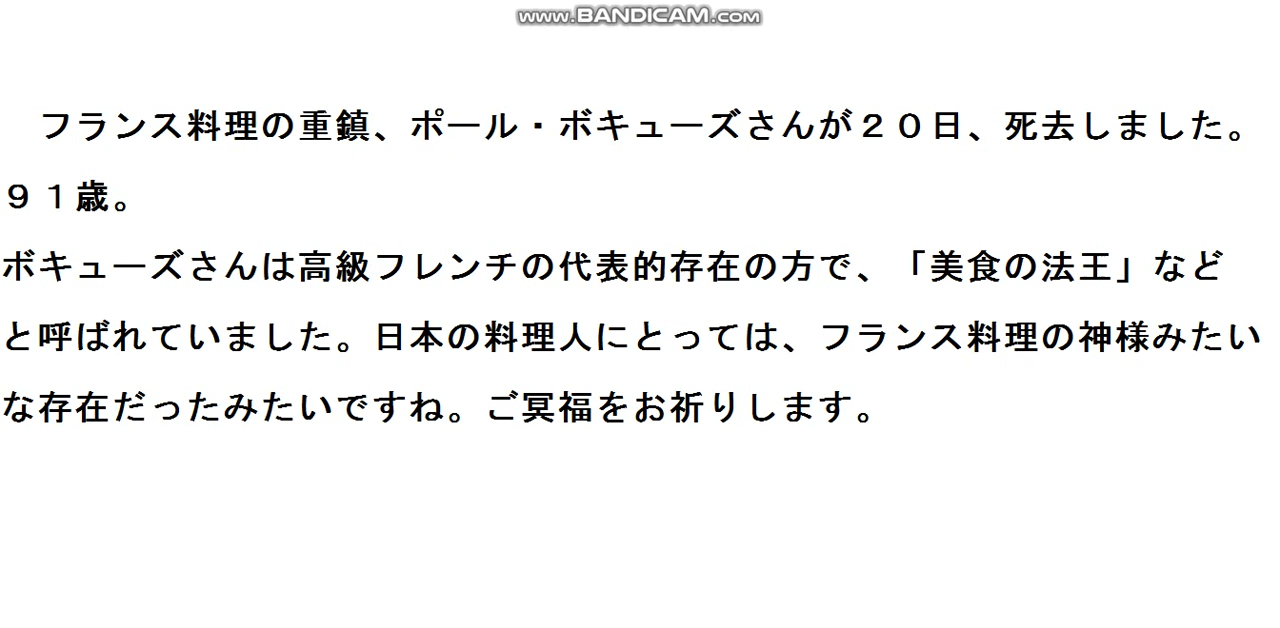 www.BANDICAM.com
　フランス料理の重鎮、ポール・ボキューズさんが２０日、死去しました。
９１歳。
ボキューズさんは高級フレンチの代表的存在の方で、「美食の法王」など
と呼ばれていました。日本の料理人にとっては、フランス料理の神様みたい
な存在だったみたいですね。ご冥福をお祈りします。